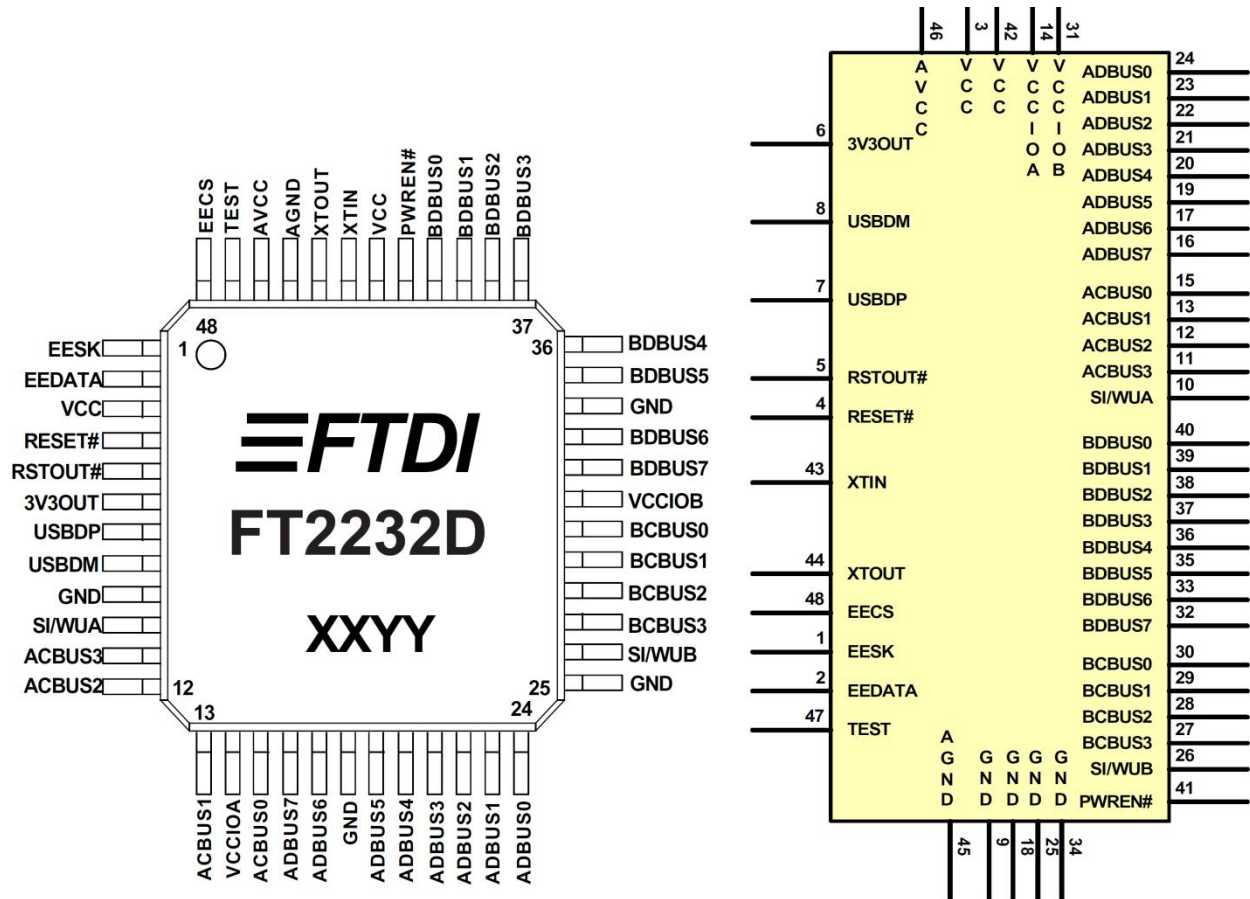 EECS
TEST
AVCC
AGND
XTOUT
XTIN
VCC
PWREN#
BDBUS0
BDBUS1
BDBUS2
BDBUS3
48
37
1
36
EESK
EEDATA
VCC
RESET#
RSTOUT#
3V3OUT
USBDP
USBDM
GND
SI/WUA
ACBUS3
ACBUS2
FTDI
FT2232D
XXYY
BDBUS4
BDBUS5
GND
BDBUS6
BDBUS7
VCCIOB
BCBUS0
BCBUS1
BCBUS2
BCBUS3
SI/WUB
GND
12
25
13
24
ACBUS1
VCCIOA
ACBUS0
ADBUS7
ADBUS6
GND
ADBUS5
ADBUS4
ADBUS3
ADBUS2
ADBUS1
ADBUS0
46
3
42
14
31
AVCC
VCC
VCC
VCCIOA
VCCIOB
6 3V3OUT
8 USBDM
7 USBDP
5 RSTOUT#
4 RESET#
43 XTIN
44 XTOUT
48 EECS
1 EESK
2 EEDATA
47 TEST
ADBUS0 24
ADBUS1 23
ADBUS2 22
ADBUS3 21
ADBUS4 20
ADBUS5 19
ADBUS6 17
ADBUS7 16
ACBUS0 15
ACBUS1 13
ACBUS2 12
ACBUS3 11
SI/WUA 10
BDBUS0 40
BDBUS1 39
BDBUS2 38
BDBUS3 37
BDBUS4 36
BDBUS5 35
BDBUS6 33
BDBUS7 32
BCBUS0 30
BCBUS1 29
BCBUS2 28
BCBUS3 27
SI/WUB 26
PWREN# 41
AGND
GND
GND
GND
GND
45
9
18
25
34